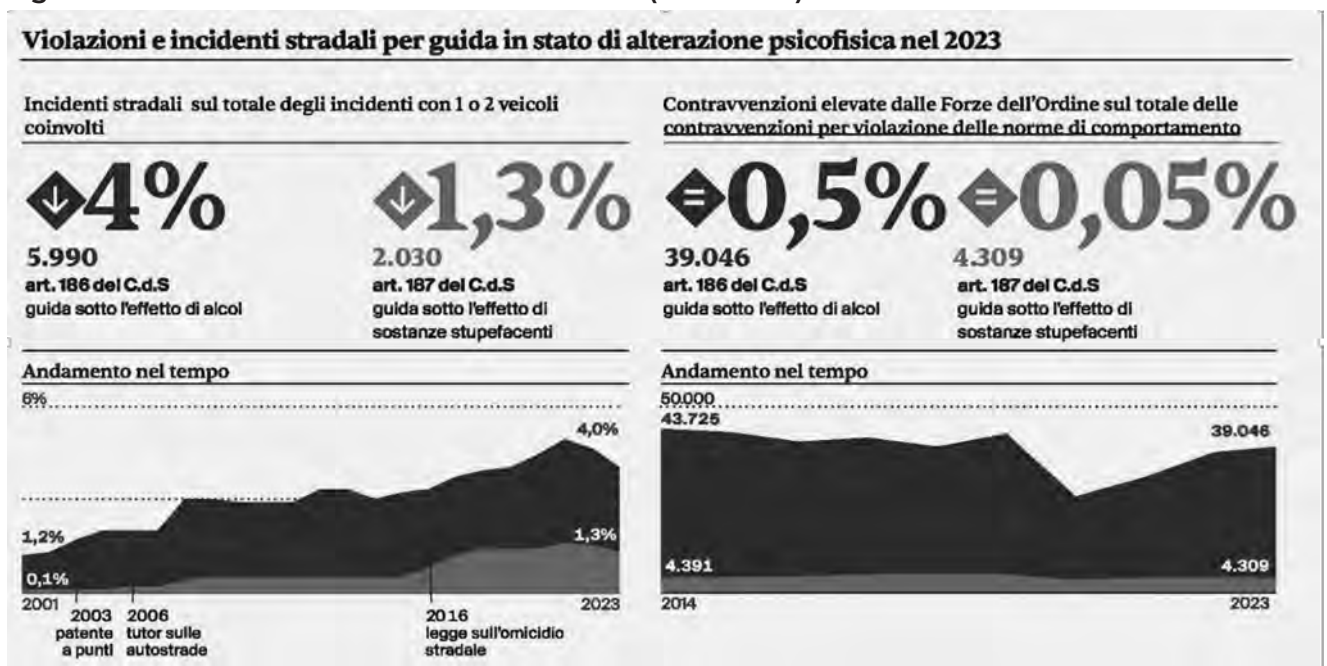 Violazioni e incidenti stradali per guida in stato di alterazione psicofisica nel 2023
Incidenti stradali sul totale degli incidenti con 1 o 2 veicoli
coinvolti
4%
5.990
art. 186 del C.d.S
guida sotto l'effetto di alcol
1,3%
2.030
art. 187 del C.d.S
guida sotto l'effetto di
sostanze stupefacenti
Contravvenzioni elevate dalle Forze dell'Ordine sul totale delle
contravvenzioni per violazione delle norme di comportamento
=0,5%
39.046
art. 186 del C.d.S
guida sotto l'effetto di alcol
=0,05%
4.309
art. 187 del C.d.S
guida sotto l'effetto di
sostanze stupefacenti
Andamento nel tempo
6%
4,0%
1,2%
1,3%
0,1%
2001
2023
2003
patente
a punti
2006
tutor sulle
autostrade
2016
legge sull'omicidio
stradale
Andamento nel tempo
50.000
43.725
39.046
4.391
4.309
2014
2023